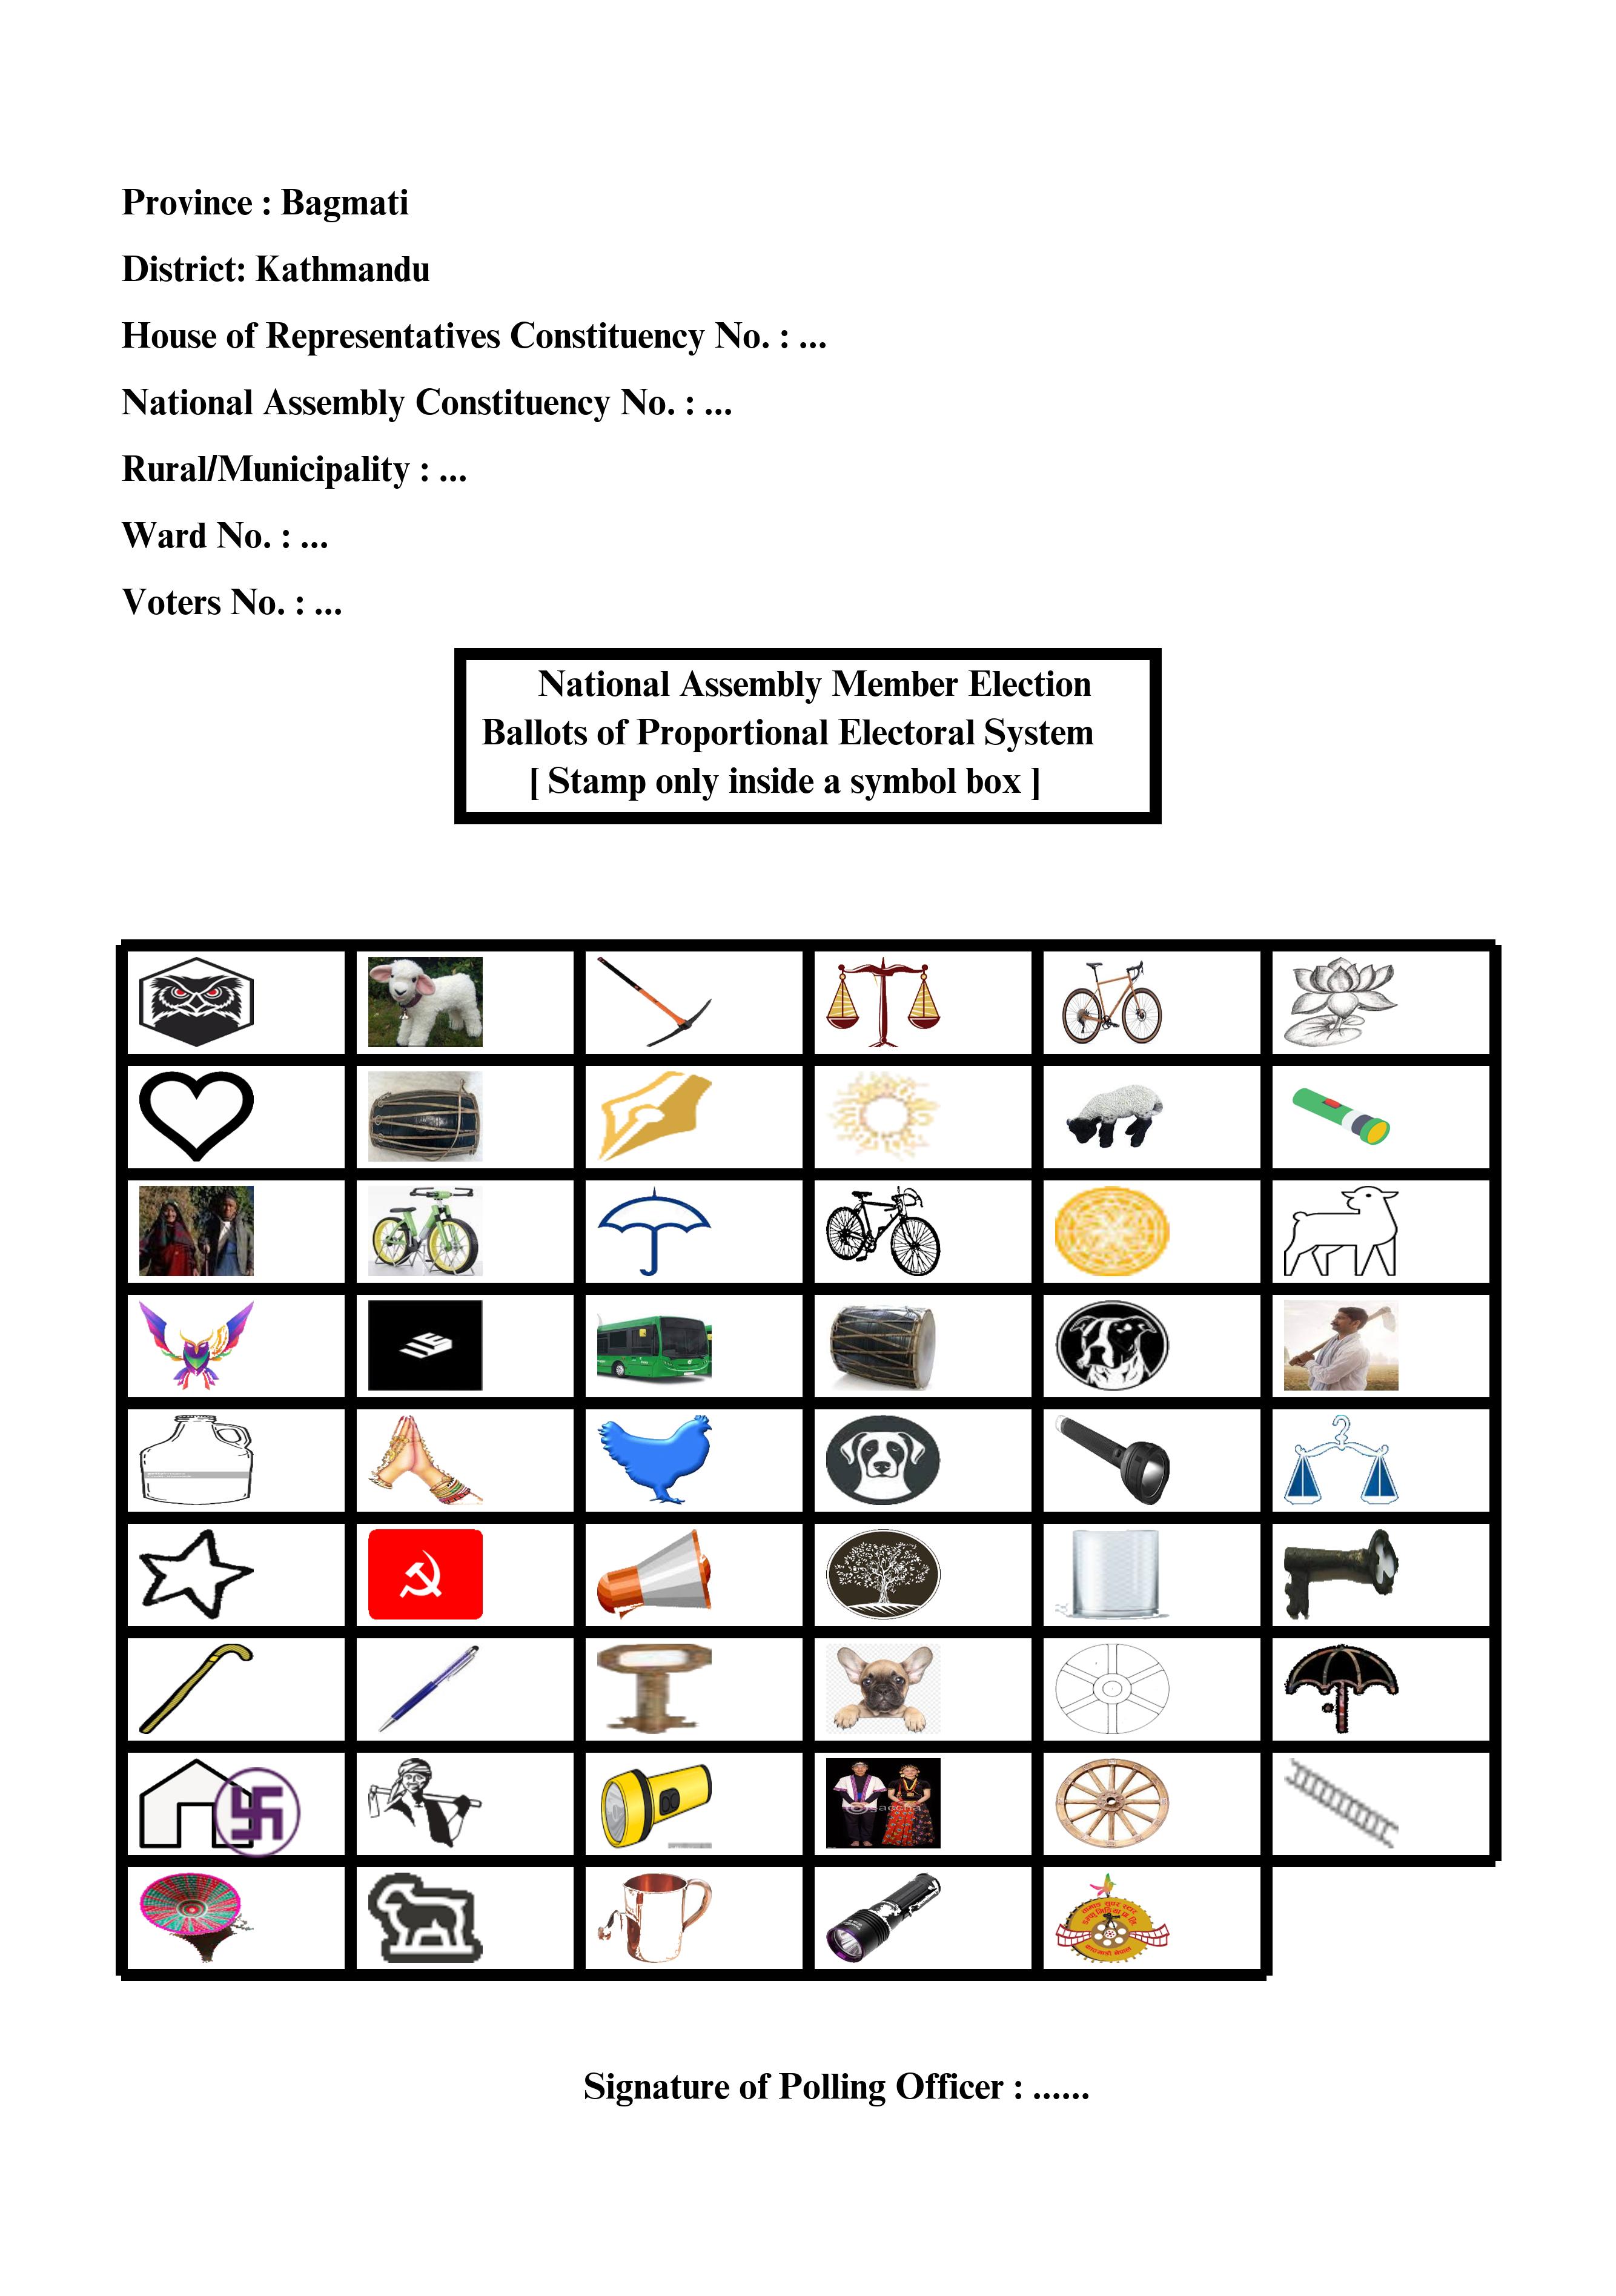 Province : Bagmati
District: Kathmandu
House of Representatives Constituency No. : ...
National Assembly Constituency No. : ...
Rural/Municipality : ...
Ward No. : ...
Voters No. : ...
National Assembly Member Election
Ballots of Proportional Electoral System
[ Stamp only inside a symbol box ]
Signature of Polling Officer : ......